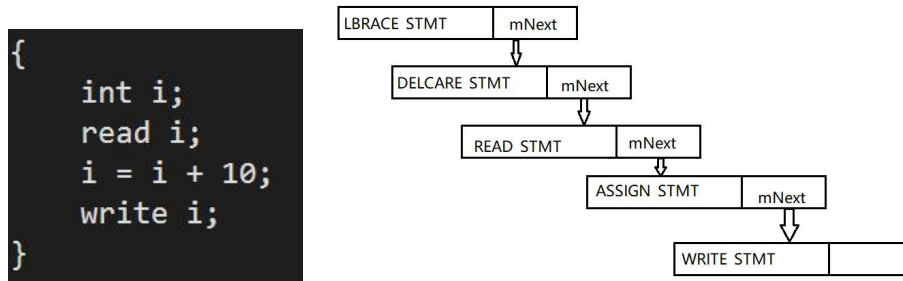 {
int i;
read i;
i = i + 10;
write i;
}
LBRACE STMT mNext
DELCARE STMT mNext
READ STMT mNext
ASSIGN STMT mNext
WRITE STMT